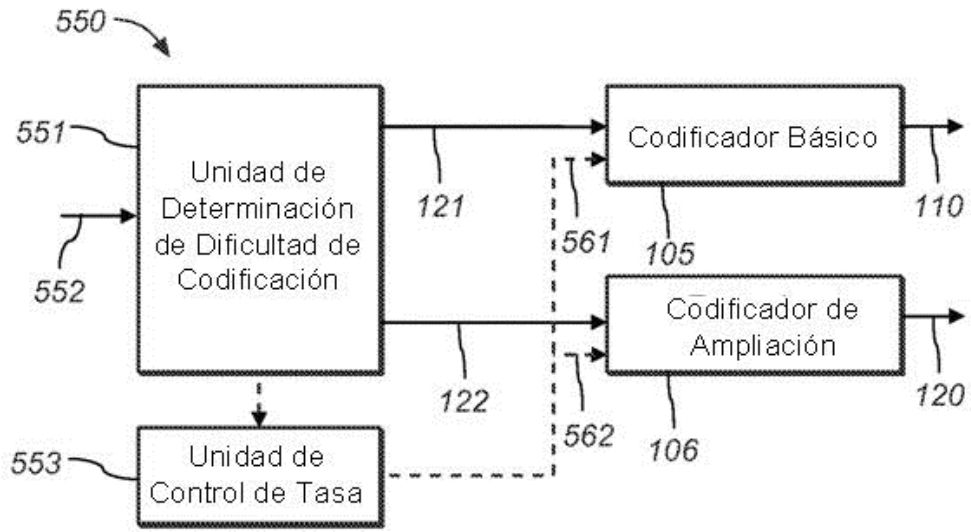 550
551
Unidad de
Determinación
de Dificultad de
Codificación
552
121
122
Codificador Básico
561
105
110
Codificador de
Ampliación
562
106
120
553
Unidad de
Control de Tasa